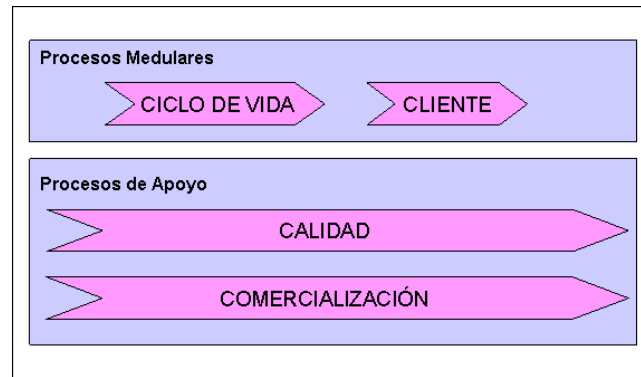 Procesos Medulares
CICLO DE VIDA
CLIENTE
Procesos de Apoyo
CALIDAD
COMERCIALIZACIÓN